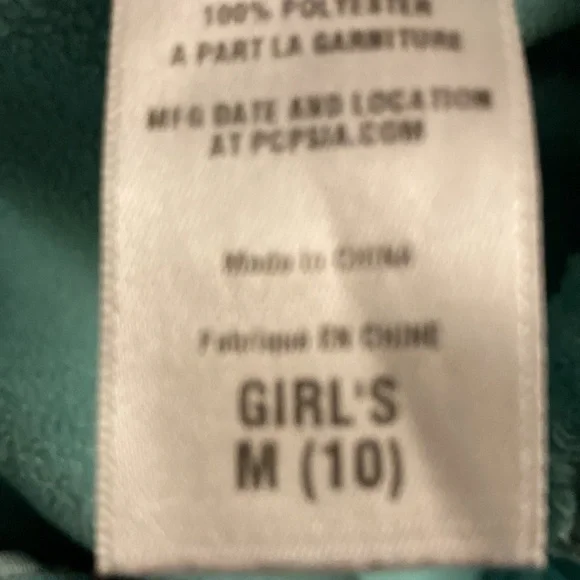 100% POLYESTER
A PART LA GARNITURE
MFG DATE AND LOCATION
AT PCPSIA.COM
Made in CHINA
Fabriqué EN CHINE
GIRL'S
M (10)